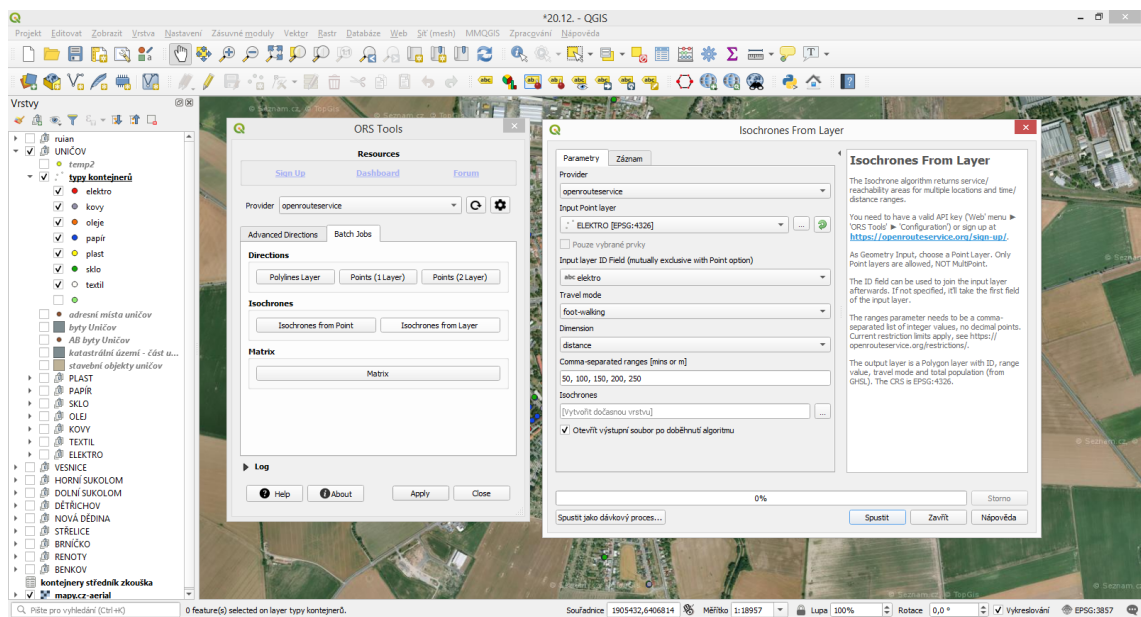 *20.12. - QGIS
Projekt Editovat Zobrazit Vrstva Nastavení Zásuvné moduly Vektor Rastr Databáze Web Síť (mesh) MMQGIS Zpracování Nápověda
Vrstvy
ruian
UNIČOV
temp2
typy kontejnerů
elektro
kovy
oleje
papír
plast
sklo
textil
adresní místa uničov
byty Uničov
AB byty Uničov
katastrální území - část u...
stavební objekty uničov
PLAST
PAPÍR
SKLO
OLEJ
KOVY
TEXTIL
ELEKTRO
VESNICE
HORNÍ SUKOLOM
DOLNÍ SUKOLOM
DĚTŘICHOV
NOVÁ DĚDINA
STŘELICE
BRNÍČKO
RENOTY
BENKOV
kontejnery středník zkouška
mapy.cz-aerial
© Seznam.cz, © TopGis
ORS Tools
Resources
Sign Up Dashboard Forum
Provider openrouteservice
Advanced Directions Batch Jobs
Directions
Polylines Layer Points (1 Layer) Points (2 Layer)
Isochrones
Isochrones from Point Isochrones from Layer
Matrix
Matrix
Log
Help About Apply Close
Isochrones From Layer
Parametry Záznam
Provider
openrouteservice
Input Point layer
ELEKTRO [EPSG:4326]
...
Pouze vybrané prvky
Input layer ID Field (mutually exclusive with Point option)
abc elektro
Travel mode
foot-walking
Dimension
distance
Comma-separated ranges [mins or m]
50, 100, 150, 200, 250
Isochrones
[Vytvořit dočasnou vrstvu]
...
Otevřít výstupní soubor po doběhnutí algoritmu
Isochrones From Layer
The Isochrone algorithm returns service/
reachability areas for multiple locations and time/
distance ranges.
You need to have a valid API key ('Web' menu ►
'ORS Tools' ► 'Configuration') or sign up at
https://openrouteservice.org/sign-up/.
As Geometry Input, choose a Point Layer. Only
Point layers are allowed, NOT MultiPoint.
The ID field can be used to join the input layer
afterwards. If not specified, it'll take the first field
of the input layer.
The ranges parameter needs to be a comma-
separated list of integer values, no decimal points.
Current restriction limits apply, see https://
openrouteservice.org/restrictions/.
The output layer is a Polygon layer with ID, range
value, travel mode and total population (from
GHSL). The CRS is EPSG:4326.
0%
Storno
Spustit jako dávkový proces...
Spustit Zavřít Nápověda
© Seznam.cz, © TopGis
Pište pro vyhledání (Ctrl+K)
0 feature(s) selected on layer typy kontejnerů.
Souřadnice 1905432,6406814 Měřítko 1:18957 Lupa 100% Rotace 0,0 ° Vykreslování EPSG:3857